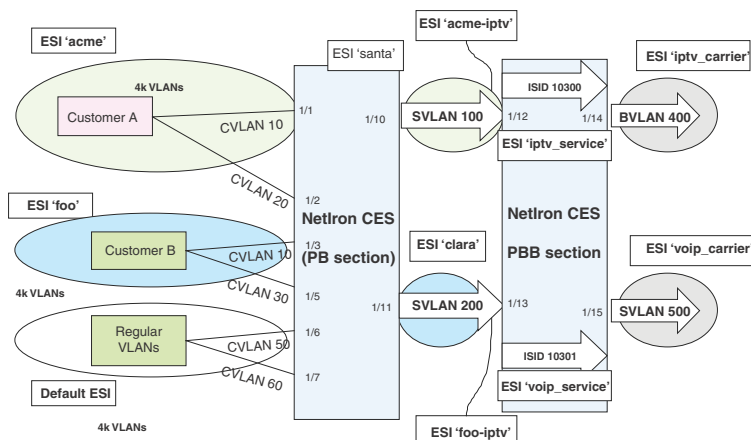 ESI 'acme'
4k VLANs
Customer A
CVLAN 10
CVLAN 20
ESI 'foo'
Customer B
CVLAN 10
CVLAN 30
4k VLANs
Regular
VLANs
CVLAN 50
CVLAN 60
Default ESI
4k VLANs
ESI 'santa'
1/1
1/10
1/2
NetIron CES
(PB section)
1/3
1/5
1/11
1/6
1/7
ESI 'acme-iptv'
SVLAN 100
ESI 'clara'
SVLAN 200
ESI 'foo-iptv'
ISID 10300
1/12
1/14
ESI 'iptv_service'
NetIron CES
PBB section
1/13
1/15
ISID 10301
ESI 'voip_service'
ESI 'iptv_carrier'
BVLAN 400
ESI 'voip_carrier'
SVLAN 500